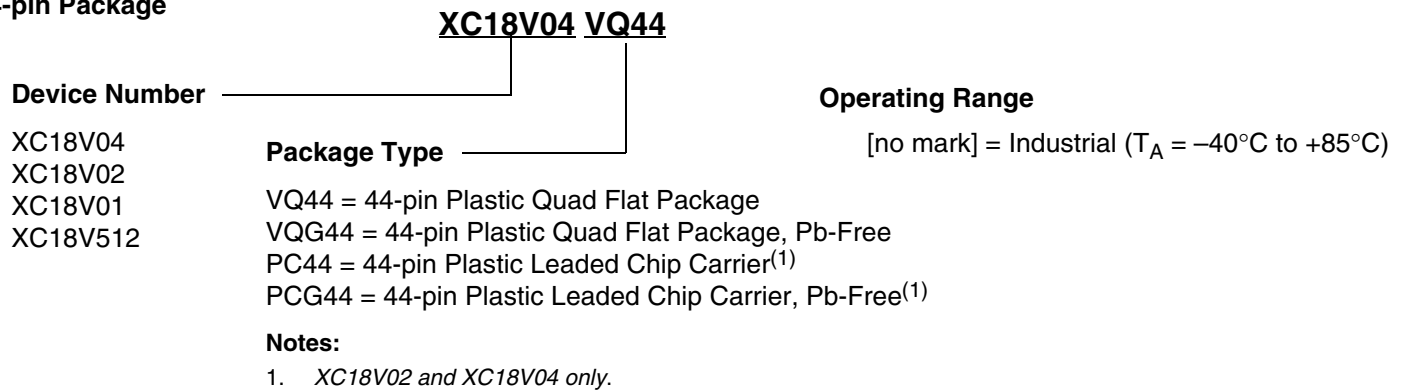 -pin Package
XC18V04 VQ44
Device Number
XC18V04
XC18V02
XC18V01
XC18V512
Package Type
VQ44 = 44-pin Plastic Quad Flat Package
VQG44 = 44-pin Plastic Quad Flat Package, Pb-Free
PC44 = 44-pin Plastic Leaded Chip Carrier(1)
PCG44 = 44-pin Plastic Leaded Chip Carrier, Pb-Free(1)
Notes:
1. XC18V02 and XC18V04 only.
Operating Range
[no mark] = Industrial (TA = –40°C to +85°C)